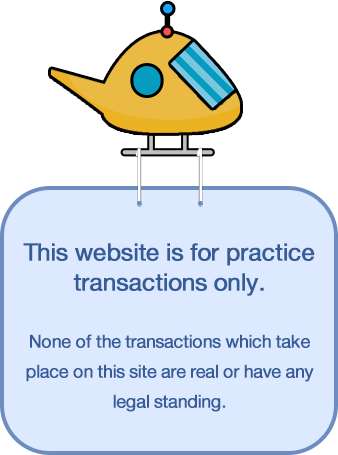 This website is for practice
transactions only.
None of the transactions which take
place on this site are real or have any
legal standing.